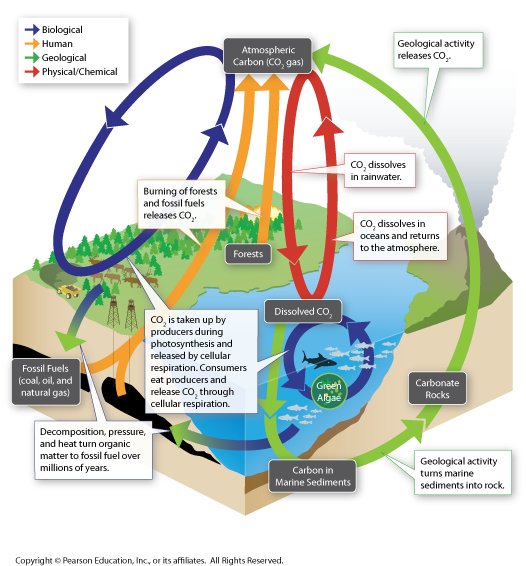 Biological
Human
Geological
Physical/Chemical
Atmospheric
Carbon (CO₂ gas)
Geological activity
releases CO₂.
CO₂ dissolves
in rainwater.
Burning of forests
and fossil fuels
releases CO₂.
CO₂ dissolves in
oceans and returns
to the atmosphere.
Forests
Dissolved CO₂
CO₂ is taken up by
producers during
photosynthesis and
released by cellular
respiration. Consumers
eat producers and
release CO₂ through
cellular respiration.
Fossil Fuels
(coal, oil, and
natural gas)
Green
Algae
Carbonate
Rocks
Decomposition, pressure,
and heat turn organic
matter to fossil fuel over
millions of years.
Carbon in
Marine Sediments
Geological activity
turns marine
sediments into rock.
Copyright © Pearson Education, Inc., or its affiliates. All Rights Reserved.